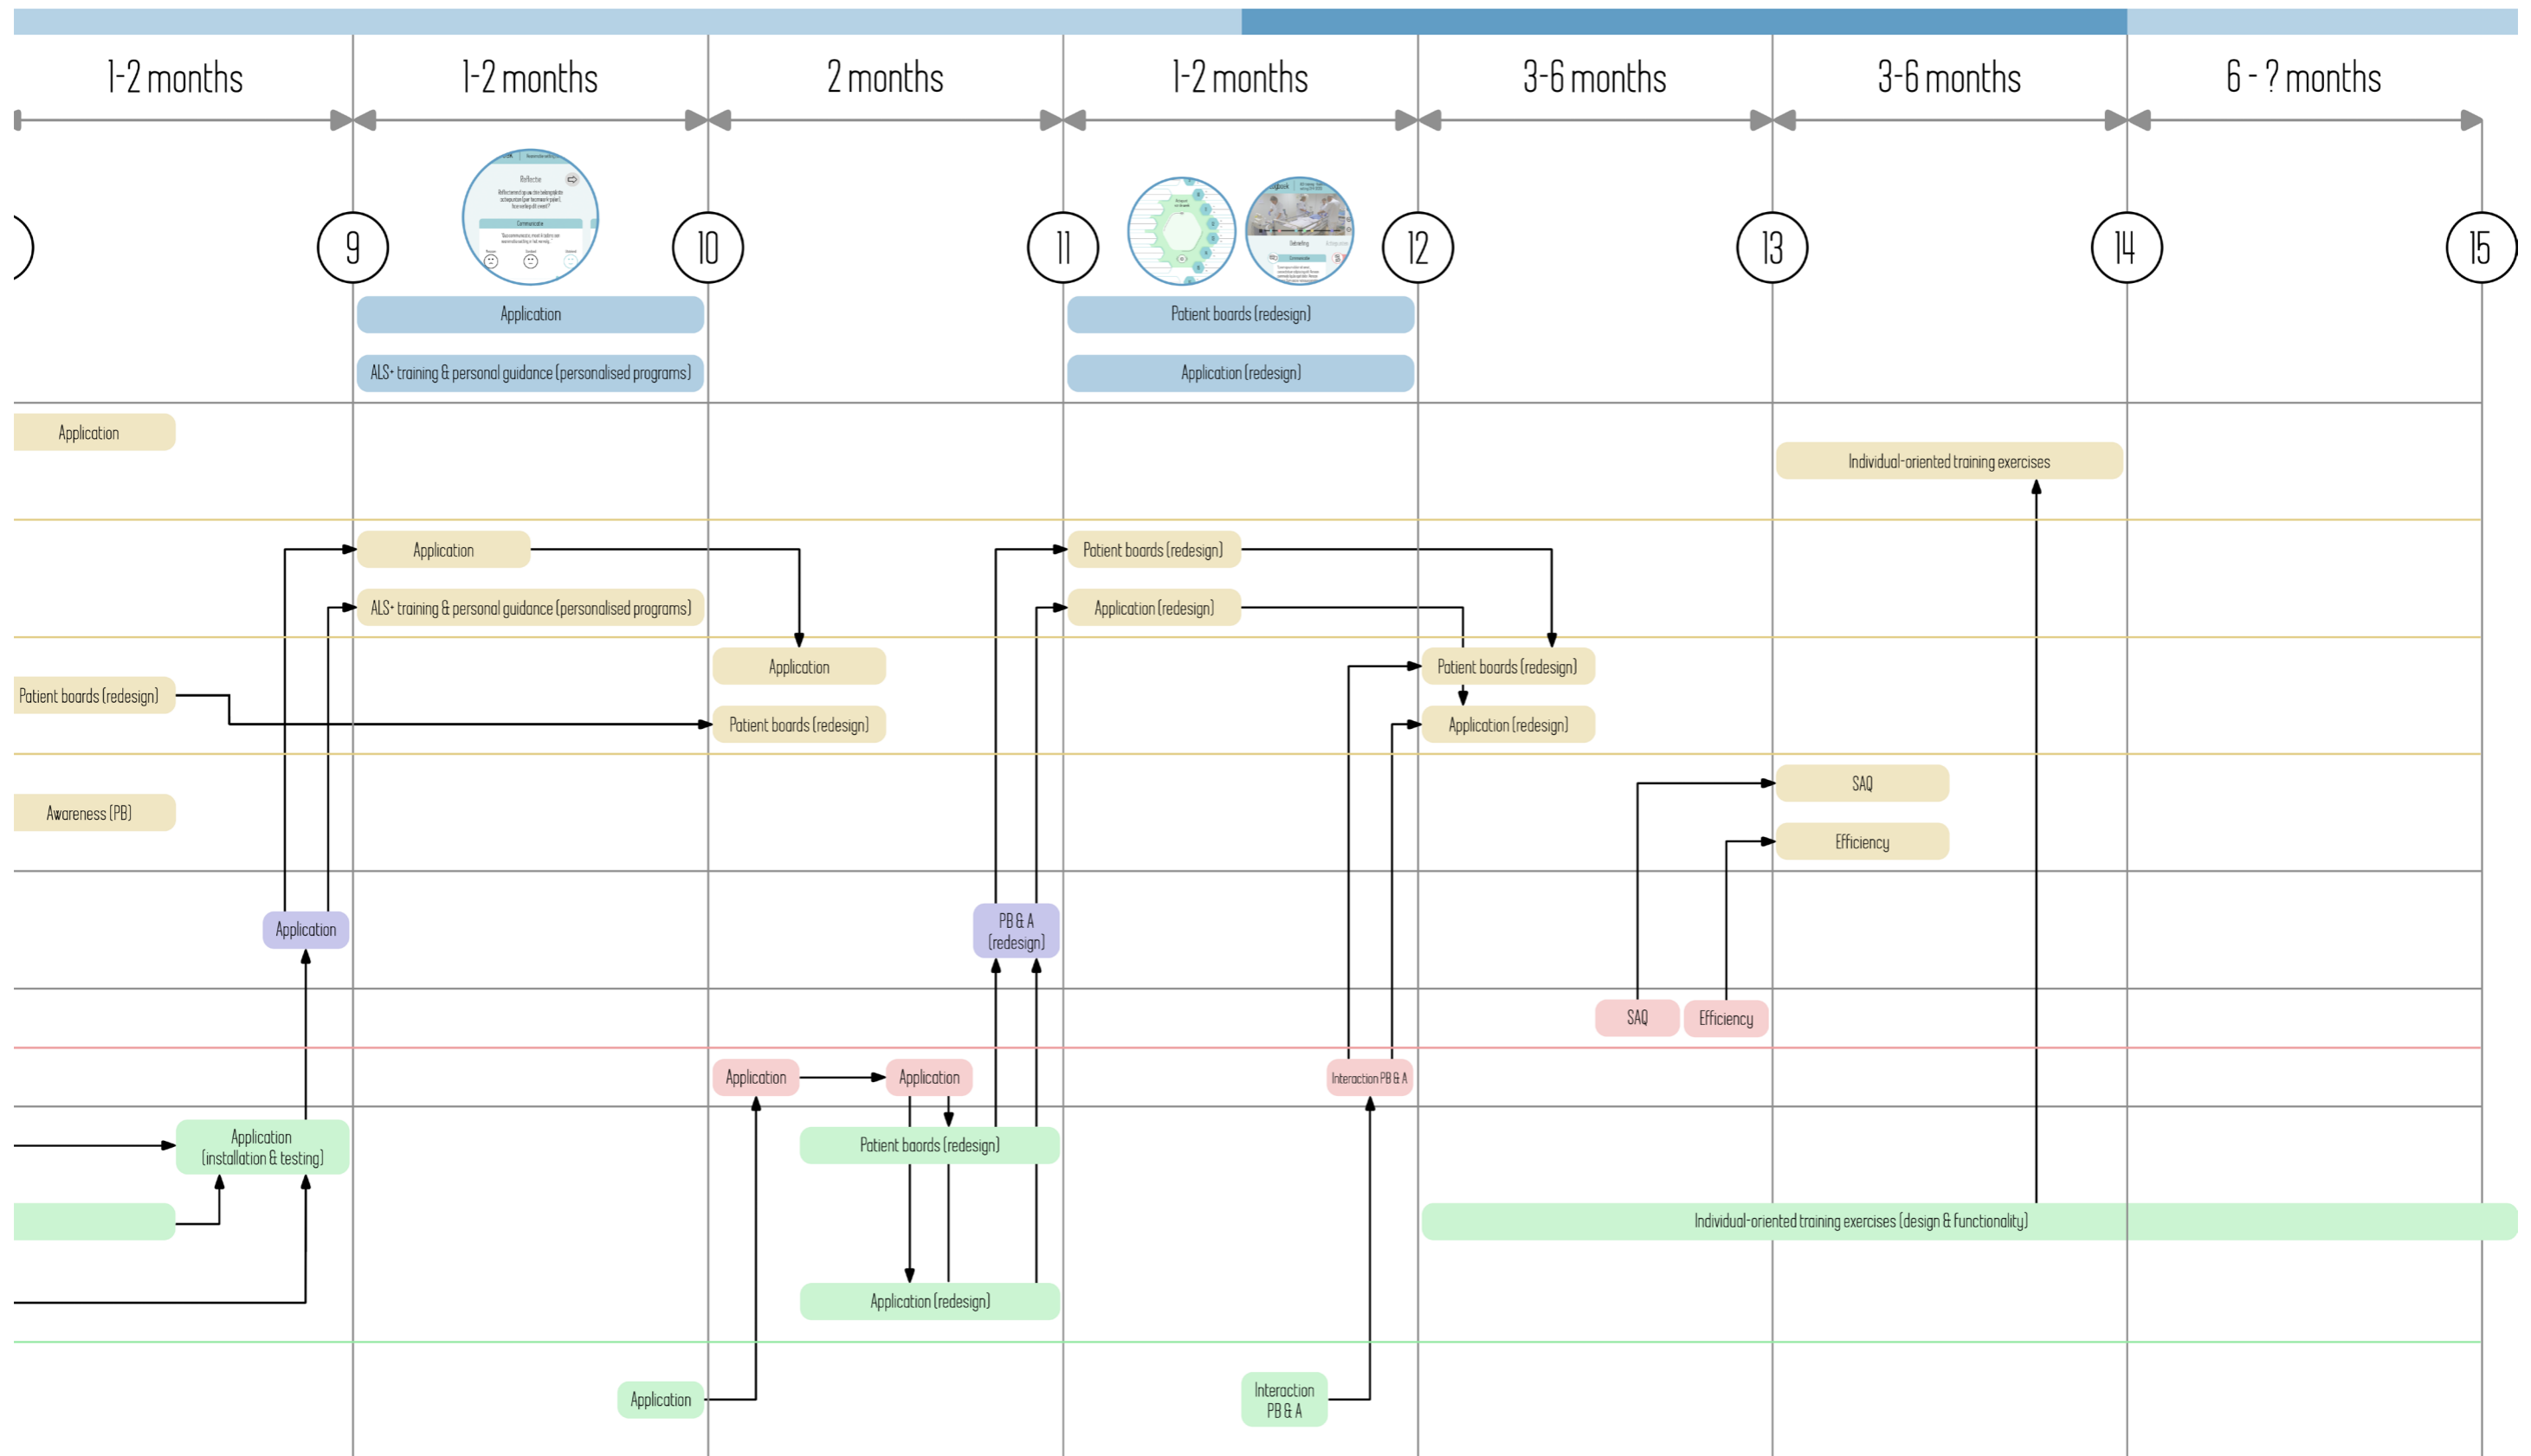 1-2 months
1-2 months
2 months
1-2 months
3-6 months
3-6 months
6 - ? months
Reflectie
Communicatie
Debriefing
Communicatie
9
10
11
12
13
14
15
Application
Patient boards (redesign)
ALS+ training & personal guidance (personalised programs)
Application (redesign)
Application
Individual-oriented training exercises
Application
Patient boards (redesign)
ALS+ training & personal guidance (personalised programs)
Application (redesign)
Application
Patient boards (redesign)
Patient boards (redesign)
Patient boards (redesign)
Application (redesign)
SAQ
Awareness (PB)
Efficiency
Application
PB & A
(redesign)
SAQ
Efficiency
Application
Application
Interaction PB & A
Application
(installation & testing)
Patient baords (redesign)
Individual-oriented training exercises (design & functionality)
Application (redesign)
Application
Interaction
PB & A